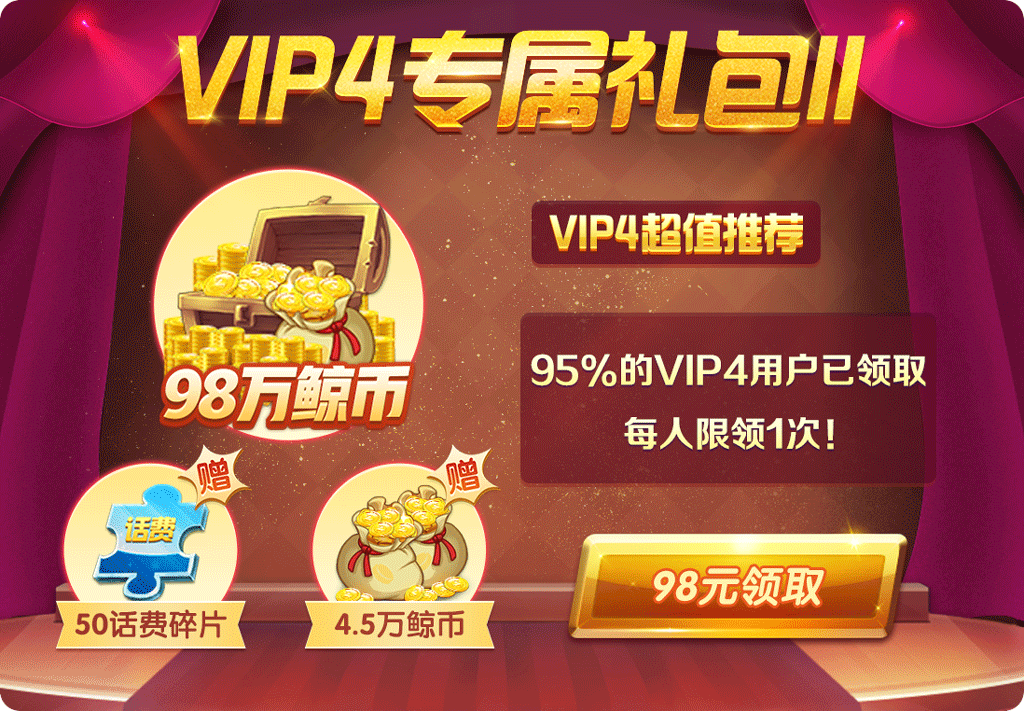 VIP4专属礼包II
VIP4超值推荐
98万鲸币
95%的VIP4用户已领取
每人限领1次!
赠
话费
50话费碎片
赠
4.5万鲸币
98元领取